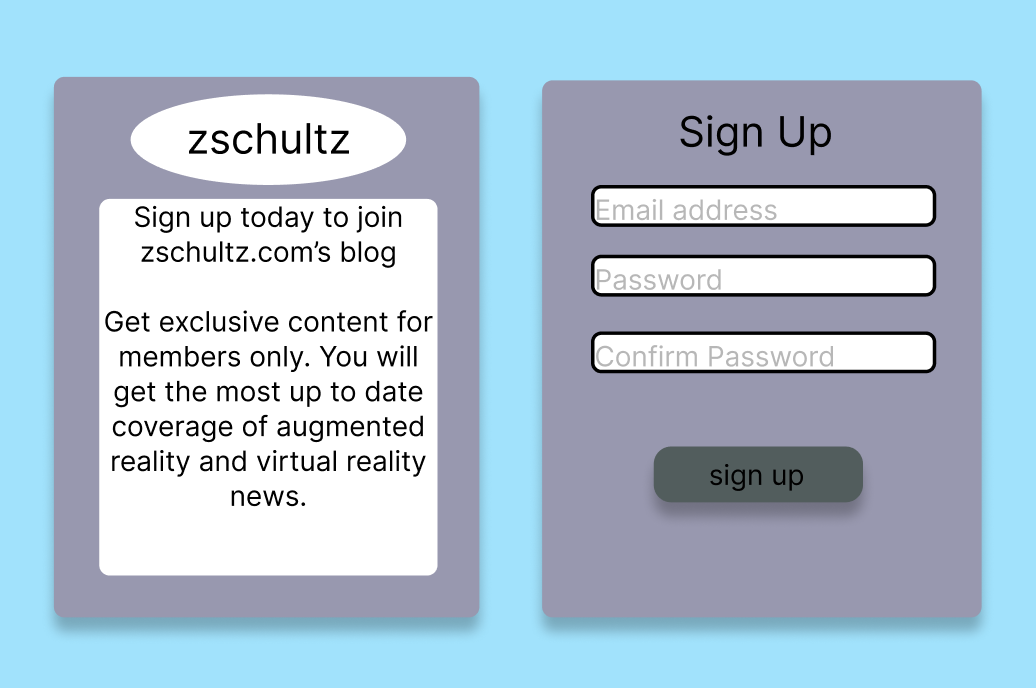 zschultz
Sign up today to join
zschultz.com’s blog
Get exclusive content for
members only. You will
get the most up to date
coverage of augmented
reality and virtual reality
news.
Sign Up
Email address
Password
Confirm Password
sign up